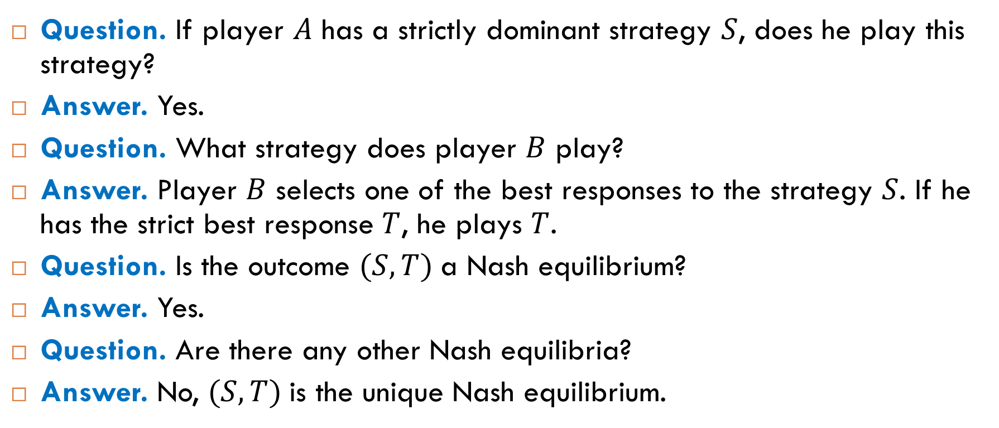 □ Question. If player A has a strictly dominant strategy S, does he play this
strategy?
□ Answer. Yes.
□ Question. What strategy does player B play?
□ Answer. Player B selects one of the best responses to the strategy S. If he
has the strict best response T, he plays T.
□ Question. Is the outcome (S, T) a Nash equilibrium?
□ Answer. Yes.
□ Question. Are there any other Nash equilibria?
□ Answer. No, (S, T) is the unique Nash equilibrium.